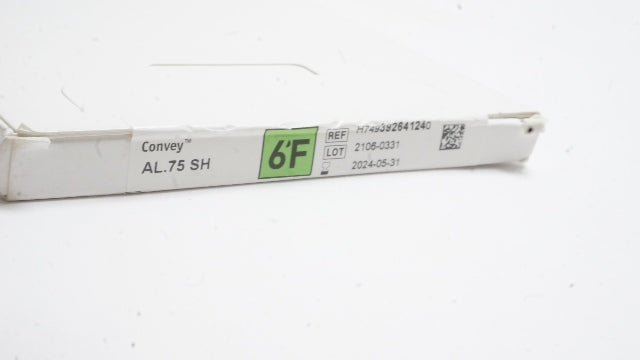 Convey™
AL.75 SH
6F
REF H749392641240
LOT 2106-0331
2024-05-31